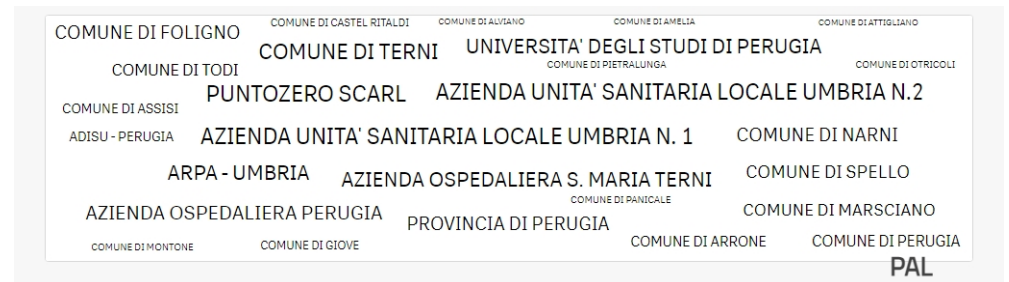 COMUNE DI FOLIGNO
COMUNE DI CASTEL RITALDI
COMUNE DI ALVIANO
COMUNE DI AMELIA
COMUNE DI ATTIGLIANO
COMUNE DI TERNI
UNIVERSITA' DEGLI STUDI DI PERUGIA
COMUNE DI TODI
COMUNE DI PIETRALUNGA
COMUNE DI OTRICOLI
COMUNE DI ASSISI
PUNTOZERO SCARL
AZIENDA UNITA' SANITARIA LOCALE UMBRIA N.2
ADISU - PERUGIA
AZIENDA UNITA' SANITARIA LOCALE UMBRIA N. 1
COMUNE DI NARNI
ARPA - UMBRIA
AZIENDA OSPEDALIERA S. MARIA TERNI
COMUNE DI SPELLO
COMUNE DI PANICALE
AZIENDA OSPEDALIERA PERUGIA
PROVINCIA DI PERUGIA
COMUNE DI MARSCIANO
COMUNE DI MONTONE
COMUNE DI GIOVE
COMUNE DI ARRONE
COMUNE DI PERUGIA
PAL